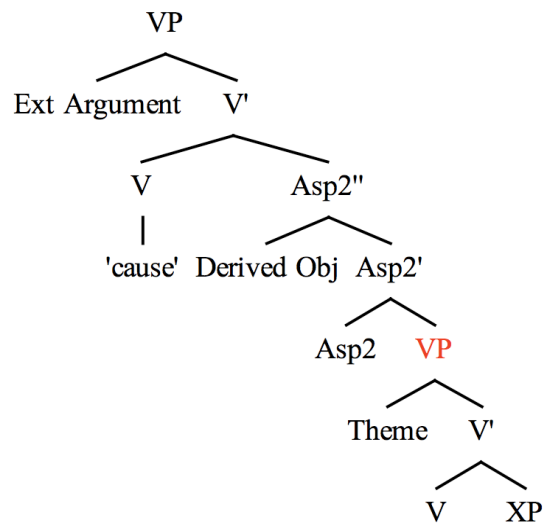 VP
Ext Argument V'
V Asp2"
'cause' Derived Obj Asp2'
Asp2 VP
Theme V'
V XP